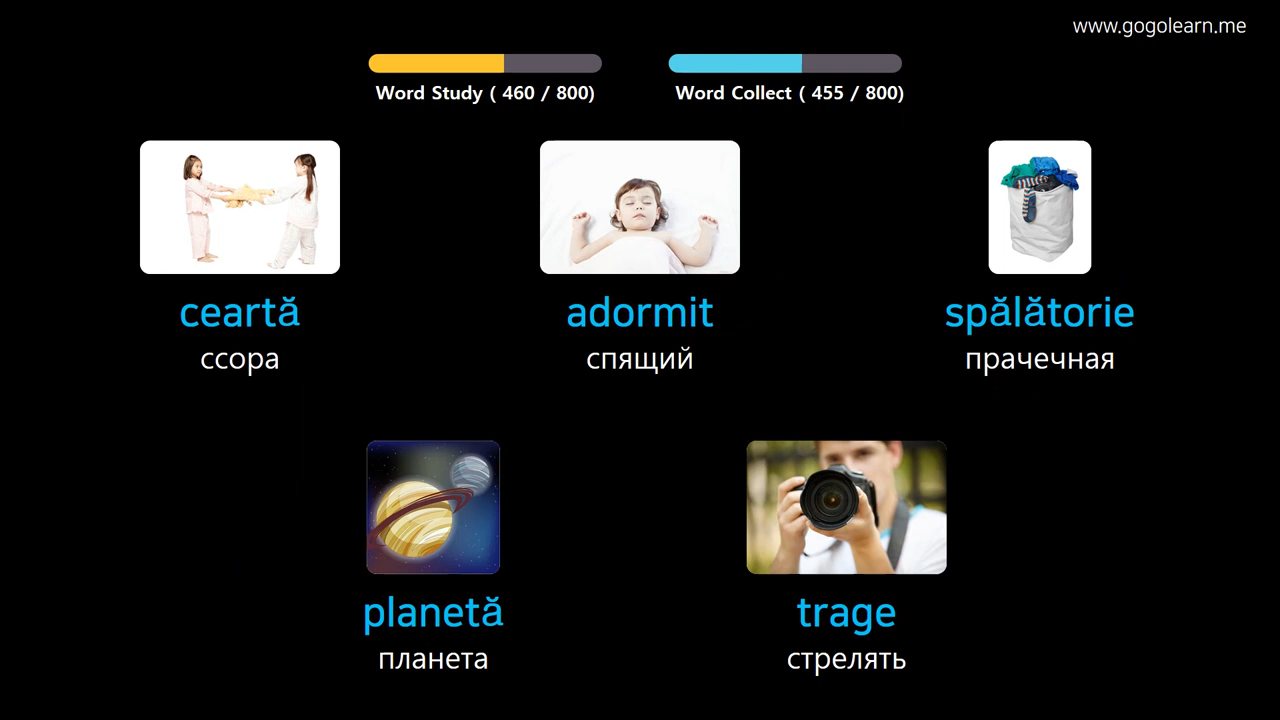 www.gogolearn.me
Word Study ( 460 / 800)
Word Collect ( 455 / 800)
ceartă
adormit
spălătorie
ссора
спящий
прачечная
planetă
trage
планета
стрелять